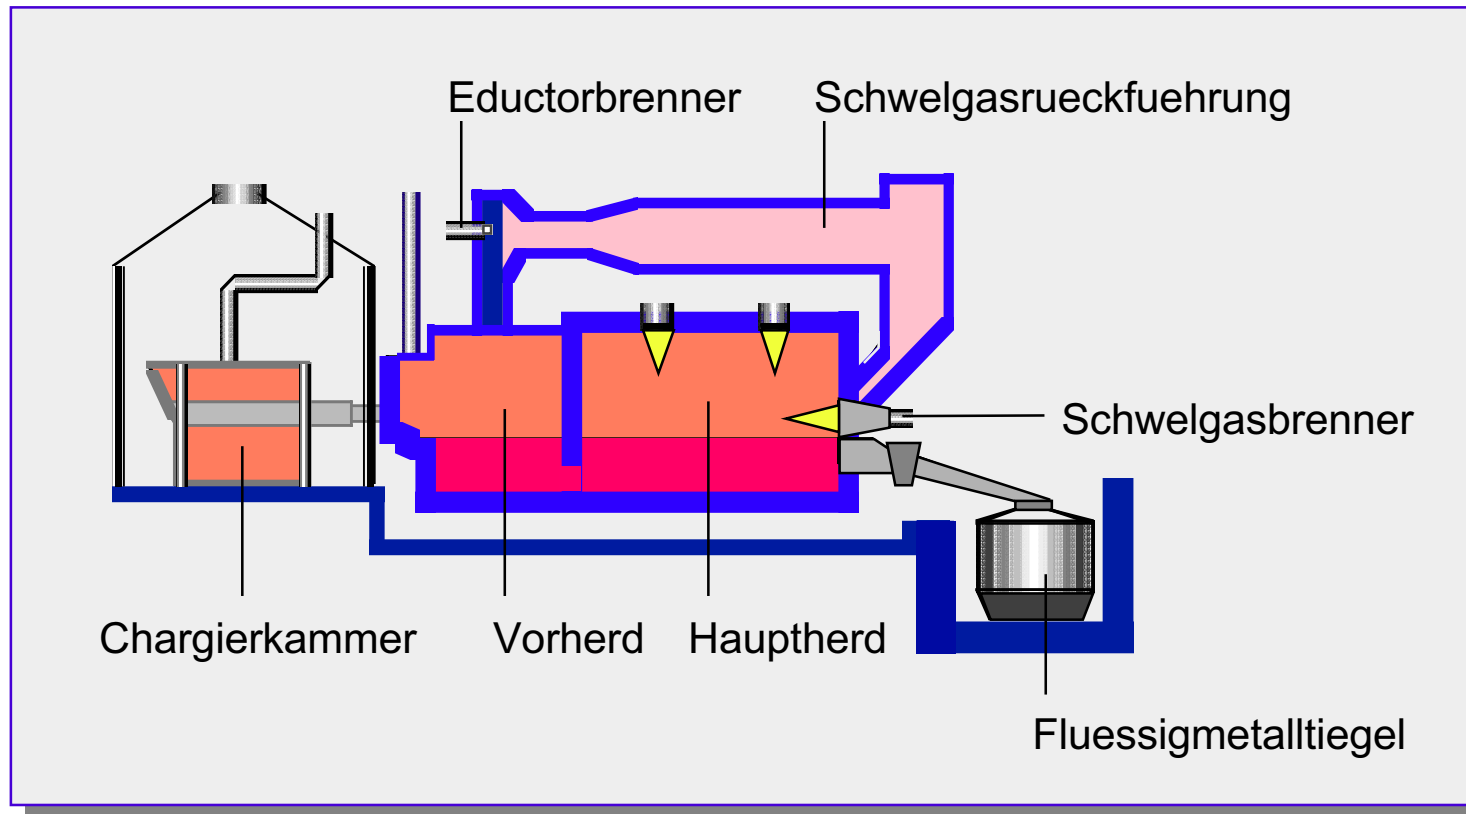 Eductorbrenner
Schwelgasrueckfuehrung
Schwelgasbrenner
Chargierkammer
Vorherd
Hauptherd
Fluessigmetalltiegel